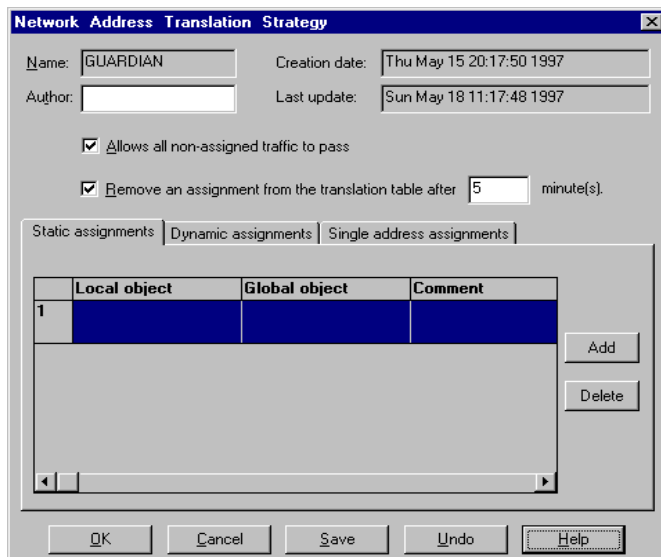 Network Address Translation Strategy
Name: GUARDIAN Creation date: Thu May 15 20:17:50 1997
Author: Last update: Sun May 18 11:17:48 1997
Allows all non-assigned traffic to pass
Remove an assignment from the translation table after 5 minute(s).
Static assignments Dynamic assignments Single address assignments
Local object Global object Comment
1
Add
Delete
OK Cancel Save Undo Help